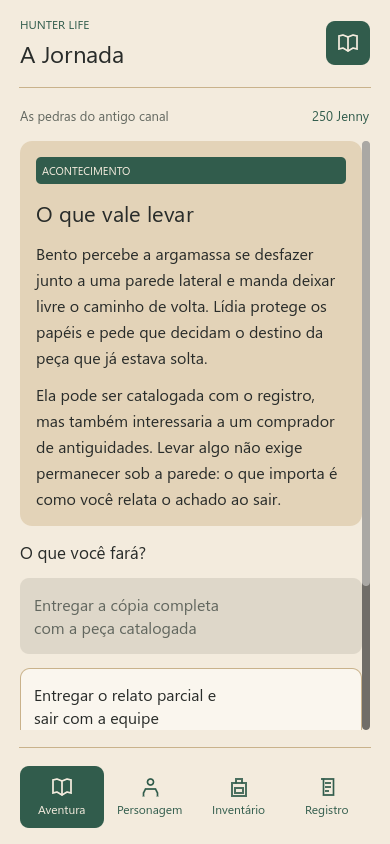 HUNTER LIFE
A Jornada
As pedras do antigo canal
250 Jenny
ACONTECIMENTO
O que vale levar
Bento percebe a argamassa se desfazer
junto a uma parede lateral e manda deixar
livre o caminho de volta. Lídia protege os
papéis e pede que decidam o destino da
peça que já estava solta.
Ela pode ser catalogada com o registro,
mas também interessaria a um comprador
de antiguidades. Levar algo não exige
permanecer sob a parede: o que importa é
como você relata o achado ao sair.
O que você fará?
Entregar a cópia completa
com a peça catalogada
Entregar o relato parcial e
sair com a equipe
Aventura
Personagem
Inventário
Registro